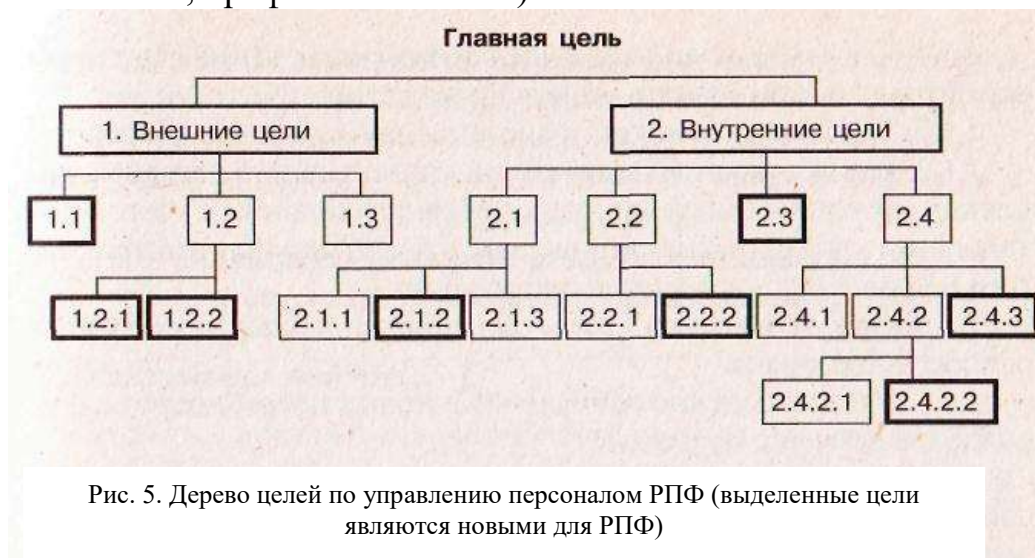 Главная цель
1. Внешние цели 2. Внутренние цели
1.1 1.2 1.3 2.1 2.2 2.3 2.4
1.2.1 1.2.2 2.1.1 2.1.2 2.1.3 2.2.1 2.2.2 2.4.1 2.4.2 2.4.3
2.4.2.1 2.4.2.2
Рис. 5. Дерево целей по управлению персоналом РПФ (выделенные цели
являются новыми для РПФ)